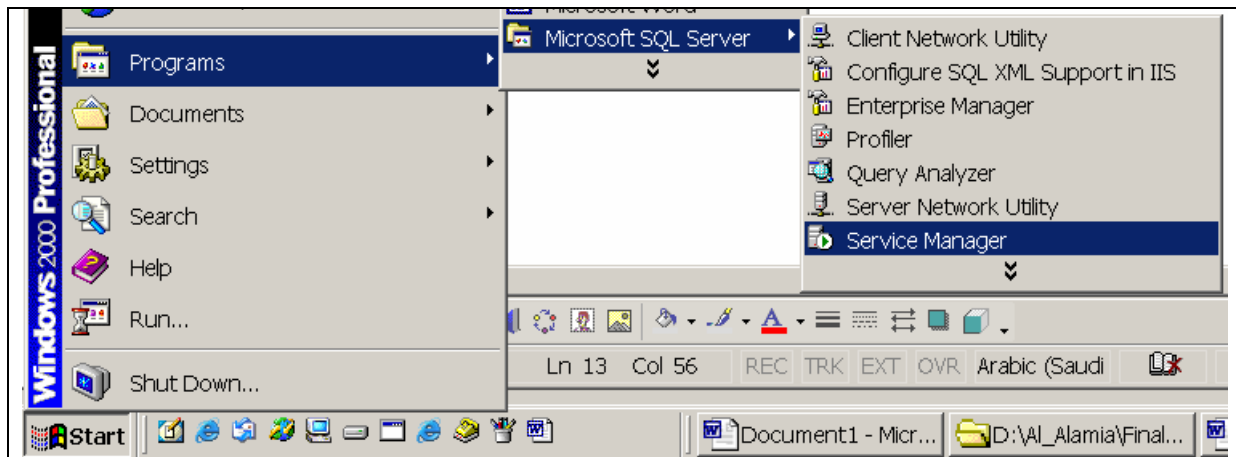 Windows 2000 Professional
Programs
Documents
Settings
Search
Help
Run...
Shut Down...
Microsoft Word
Microsoft SQL Server
Client Network Utility
Configure SQL XML Support in IIS
Enterprise Manager
Profiler
Query Analyzer
Server Network Utility
Service Manager
Ln 13 Col 56 REC TRK EXT OVR Arabic (Saudi
Start Document1 - Micr... D:\Al_Alamia\Final...